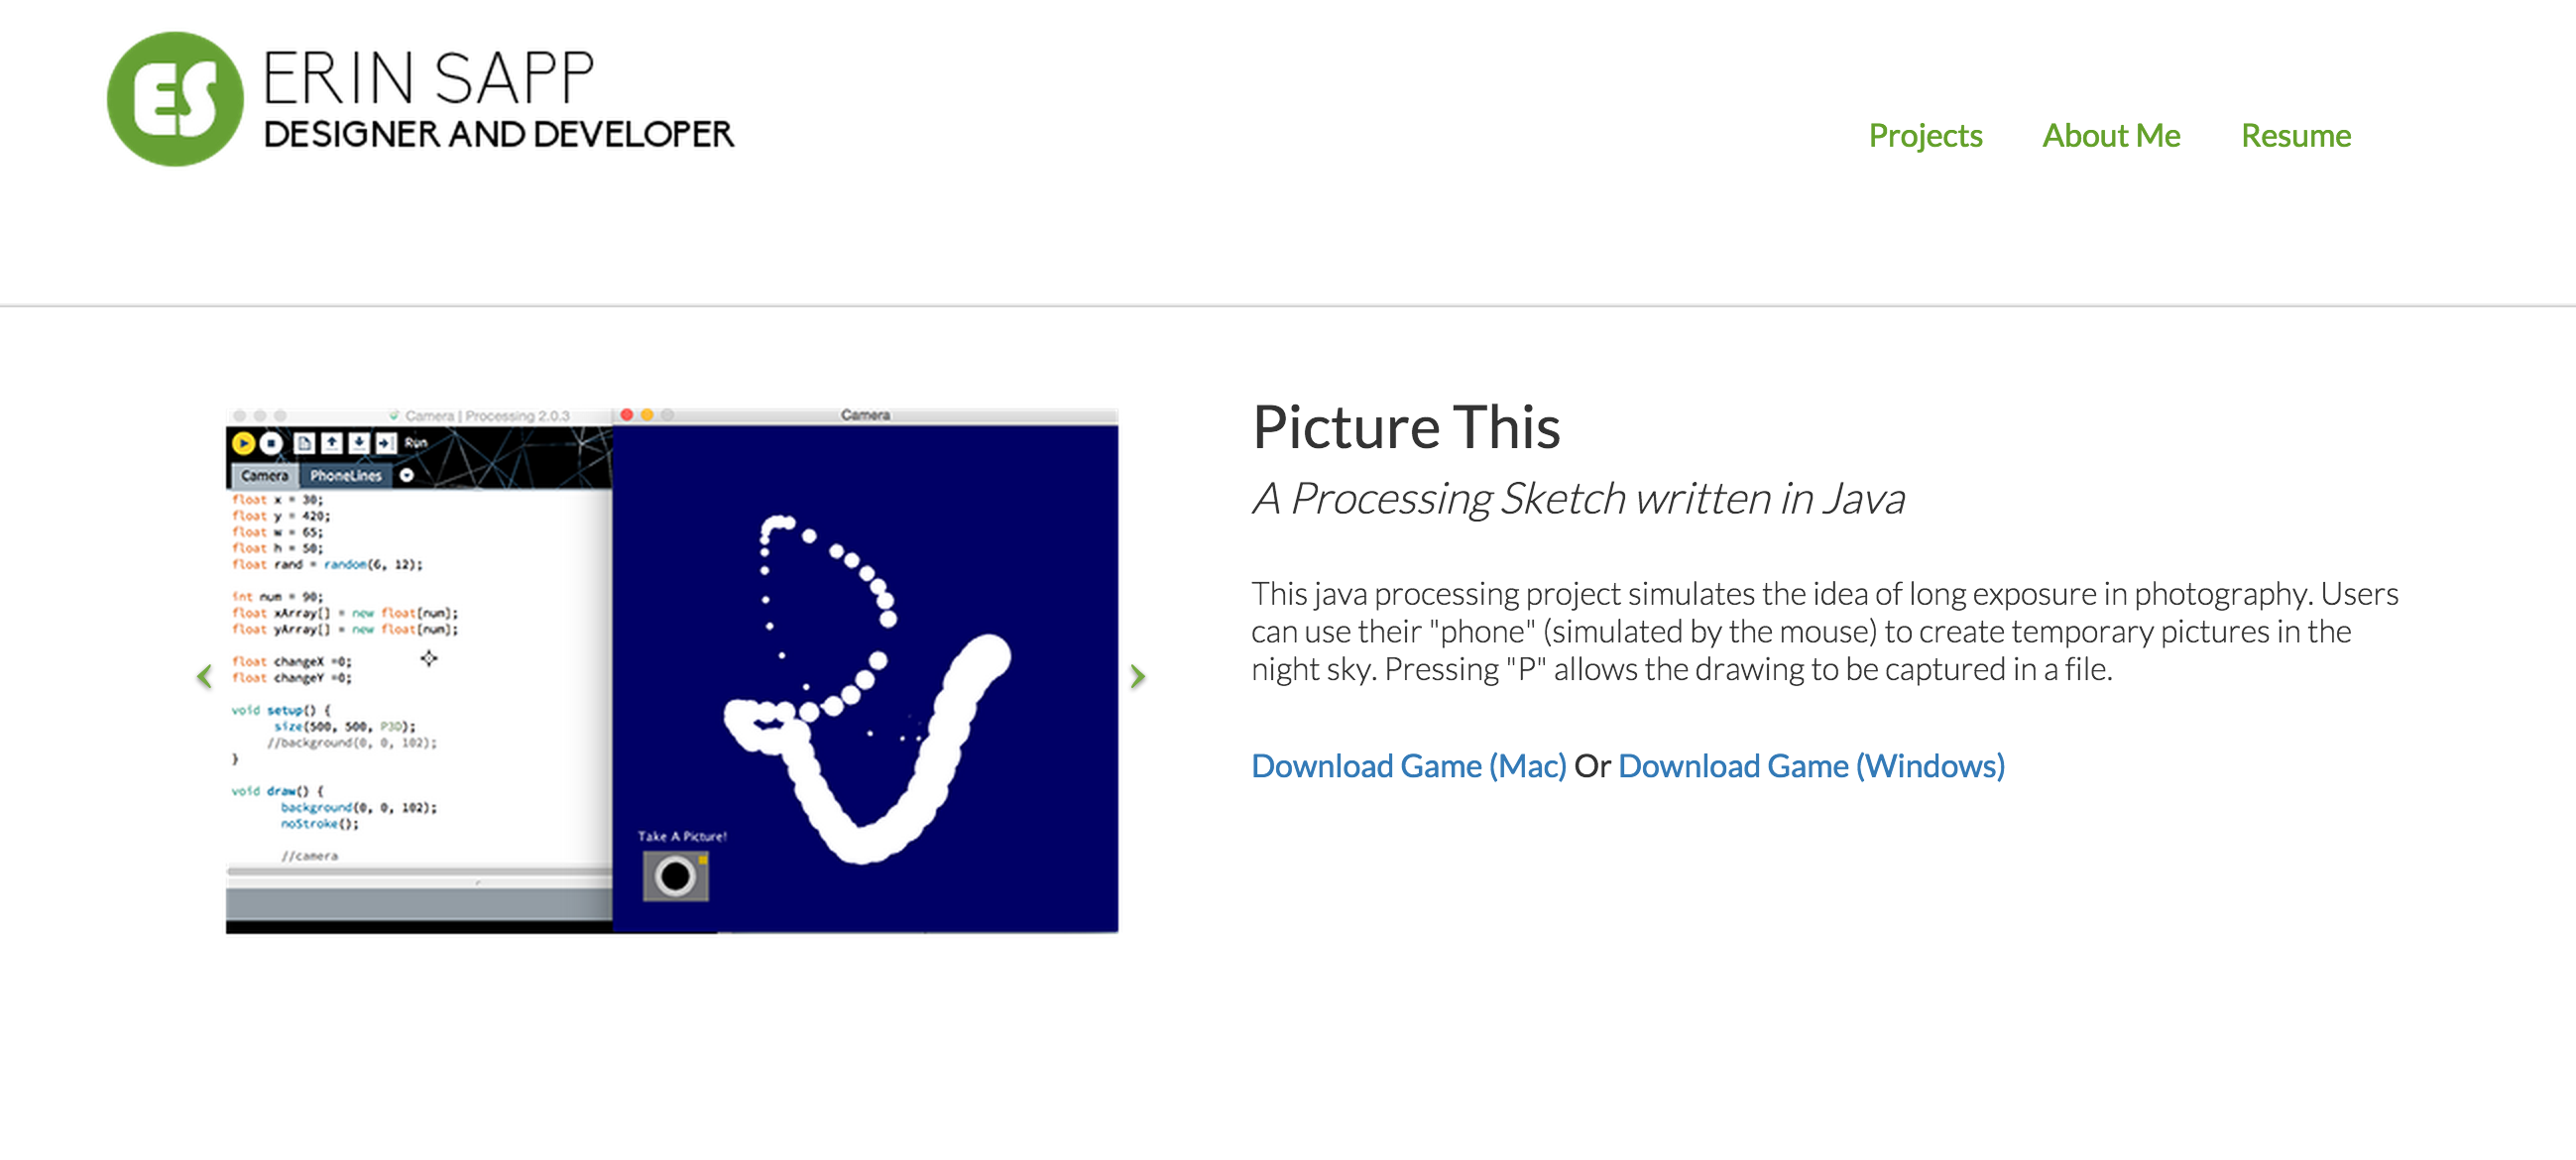 ES
ERIN SAPP
DESIGNER AND DEVELOPER
Projects About Me Resume
Camera | Processing 2.0.3
Run
Camera PhoneLines
float x = 30;
float y = 420;
float w = 65;
float h = 50;
float rand = random(6, 12);
int num = 90;
float xArray[] = new float[num];
float yArray[] = new float[num];
float changeX =0;
float changeY =0;
void setup() {
size(500, 500, P3D);
//background(0, 0, 102);
}
void draw() {
background(0, 0, 102);
noStroke();
//camera
Camera
Take A Picture!
Picture This
A Processing Sketch written in Java
This java processing project simulates the idea of long exposure in photography. Users
can use their "phone" (simulated by the mouse) to create temporary pictures in the
night sky. Pressing "P" allows the drawing to be captured in a file.
Download Game (Mac) Or Download Game (Windows)